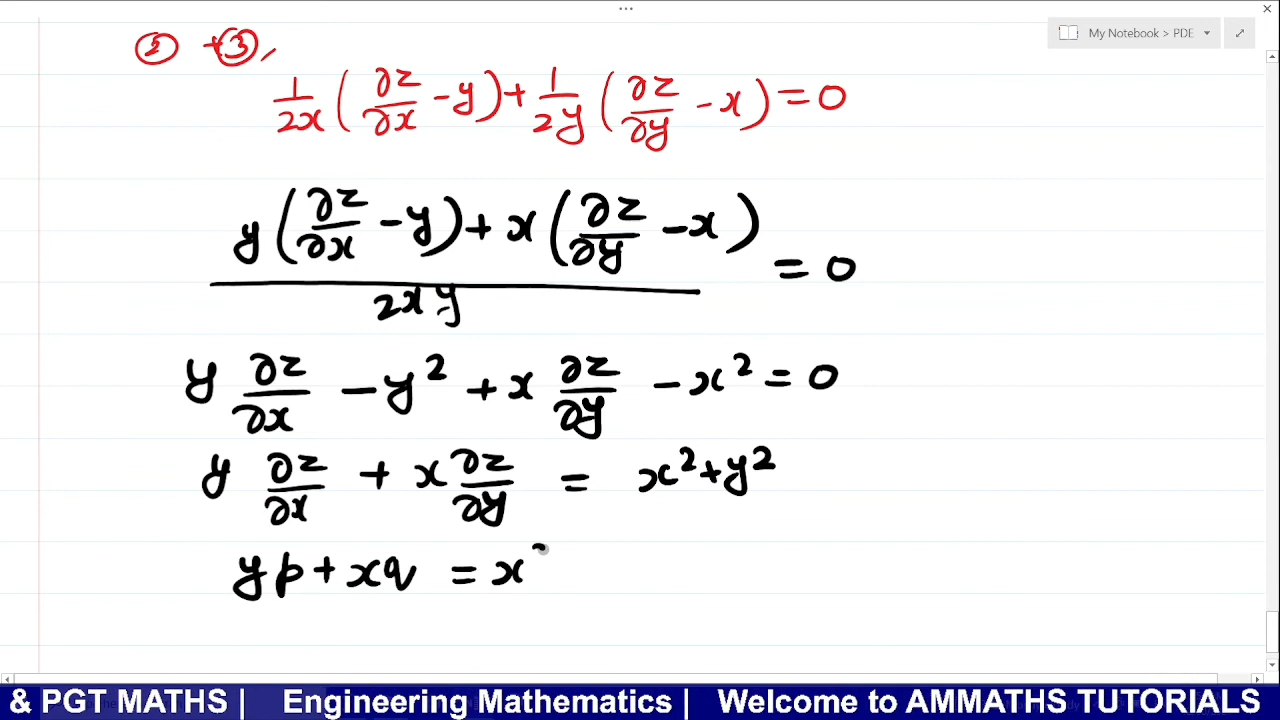 My Notebook > PDE
② + ③,
1/2x (∂z/∂x - y) + 1/2y (∂z/∂y - x) = 0
y(∂z/∂x - y) + x(∂z/∂y - x) / 2xy = 0
y ∂z/∂x - y² + x ∂z/∂y - x² = 0
y ∂z/∂x + x ∂z/∂y = x² + y²
yp + xq = x
& PGT MATHS | Engineering Mathematics | Welcome to AMMATHS TUTORIALS